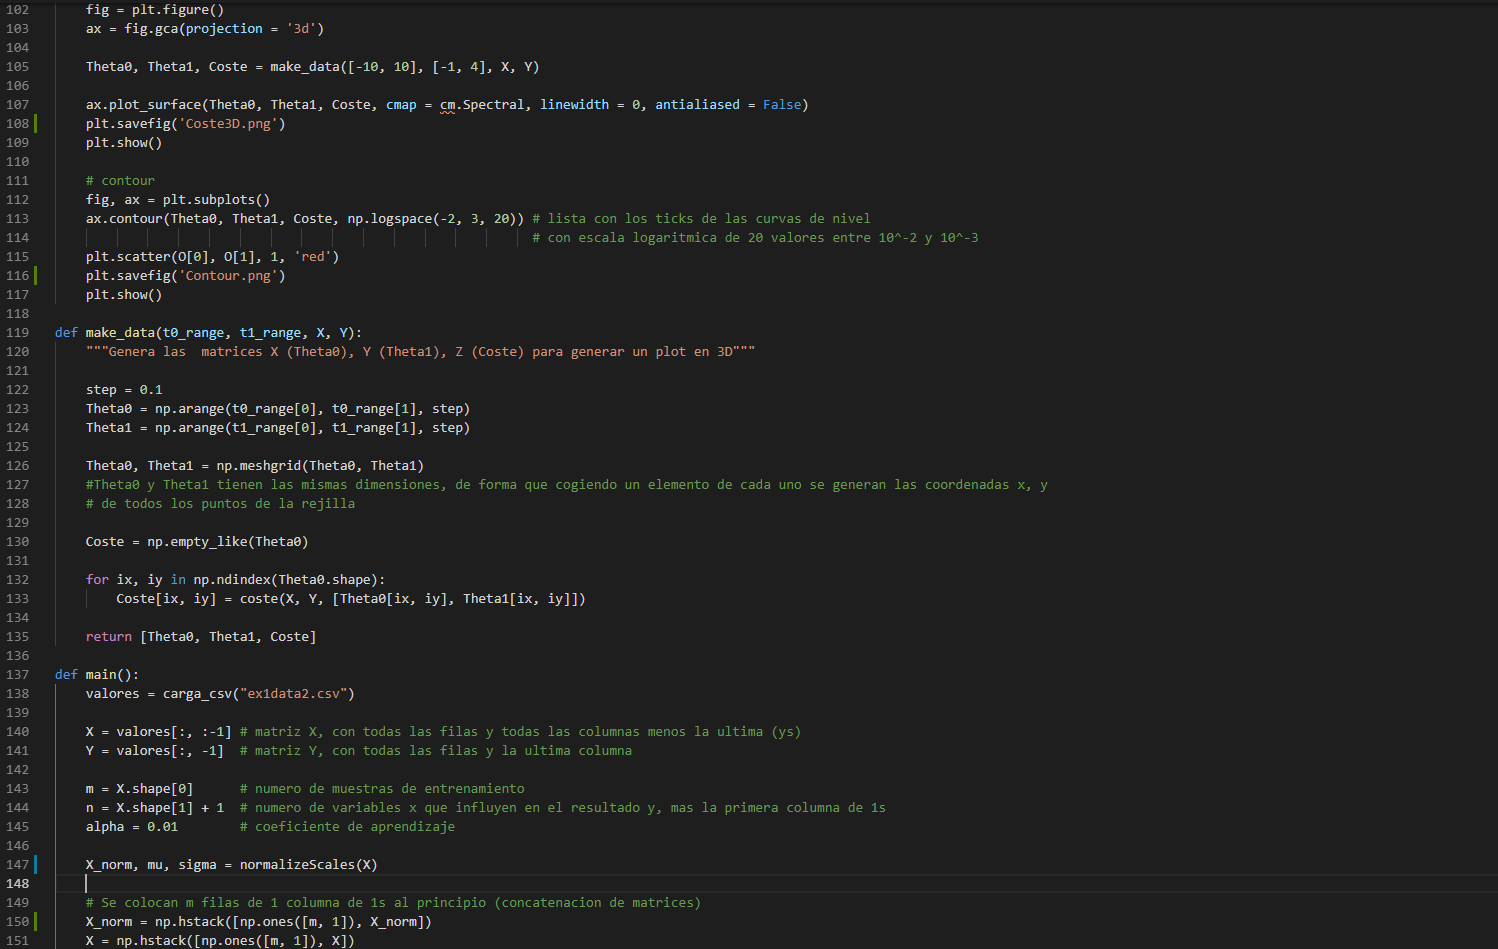 102 fig = plt.figure()
103 ax = fig.gca(projection = '3d')
104
105 Theta0, Theta1, Coste = make_data([-10, 10], [-1, 4], X, Y)
106
107 ax.plot_surface(Theta0, Theta1, Coste, cmap = cm.Spectral, linewidth = 0, antialiased = False)
108 plt.savefig('Coste3D.png')
109 plt.show()
110
111 # contour
112 fig, ax = plt.subplots()
113 ax.contour(Theta0, Theta1, Coste, np.logspace(-2, 3, 20)) # lista con los ticks de las curvas de nivel
114 # con escala logaritmica de 20 valores entre 10^-2 y 10^-3
115 plt.scatter(O[0], O[1], 1, 'red')
116 plt.savefig('Contour.png')
117 plt.show()
118
119 def make_data(t0_range, t1_range, X, Y):
120 """Genera las  matrices X (Theta0), Y (Theta1), Z (Coste) para generar un plot en 3D"""
121
122 step = 0.1
123 Theta0 = np.arange(t0_range[0], t0_range[1], step)
124 Theta1 = np.arange(t1_range[0], t1_range[1], step)
125
126 Theta0, Theta1 = np.meshgrid(Theta0, Theta1)
127 #Theta0 y Theta1 tienen las mismas dimensiones, de forma que cogiendo un elemento de cada uno se generan las coordenadas x, y
128 # de todos los puntos de la rejilla
129
130 Coste = np.empty_like(Theta0)
131
132 for ix, iy in np.ndindex(Theta0.shape):
133 Coste[ix, iy] = coste(X, Y, [Theta0[ix, iy], Theta1[ix, iy]])
134
135 return [Theta0, Theta1, Coste]
136
137 def main():
138 valores = carga_csv("ex1data2.csv")
139
140 X = valores[:, :-1] # matriz X, con todas las filas y todas las columnas menos la ultima (ys)
141 Y = valores[:, -1]  # matriz Y, con todas las filas y la ultima columna
142
143 m = X.shape[0]      # numero de muestras de entrenamiento
144 n = X.shape[1] + 1  # numero de variables x que influyen en el resultado y, mas la primera columna de 1s
145 alpha = 0.01        # coeficiente de aprendizaje
146
147 X_norm, mu, sigma = normalizeScales(X)
148
149 # Se colocan m filas de 1 columna de 1s al principio (concatenacion de matrices)
150 X_norm = np.hstack([np.ones([m, 1]), X_norm])
151 X = np.hstack([np.ones([m, 1]), X])